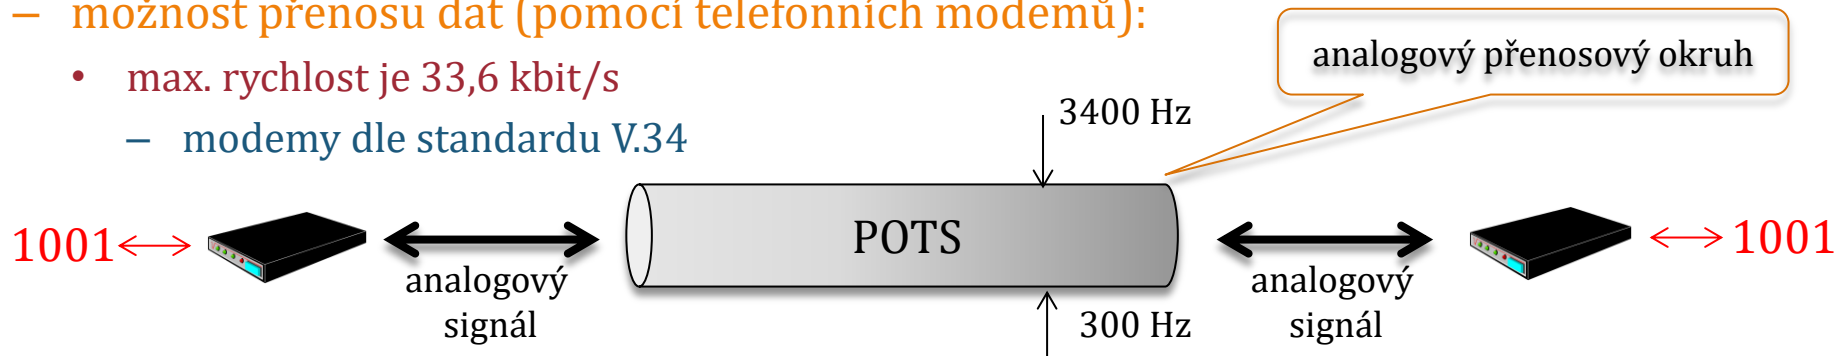 – možnost přenosu dat (pomocí telefonních modemů):
• max. rychlost je 33,6 kbit/s
– modemy dle standardu V.34
analogový přenosový okruh
3400 Hz
1001
analogový
signál
POTS
analogový
signál
1001
300 Hz